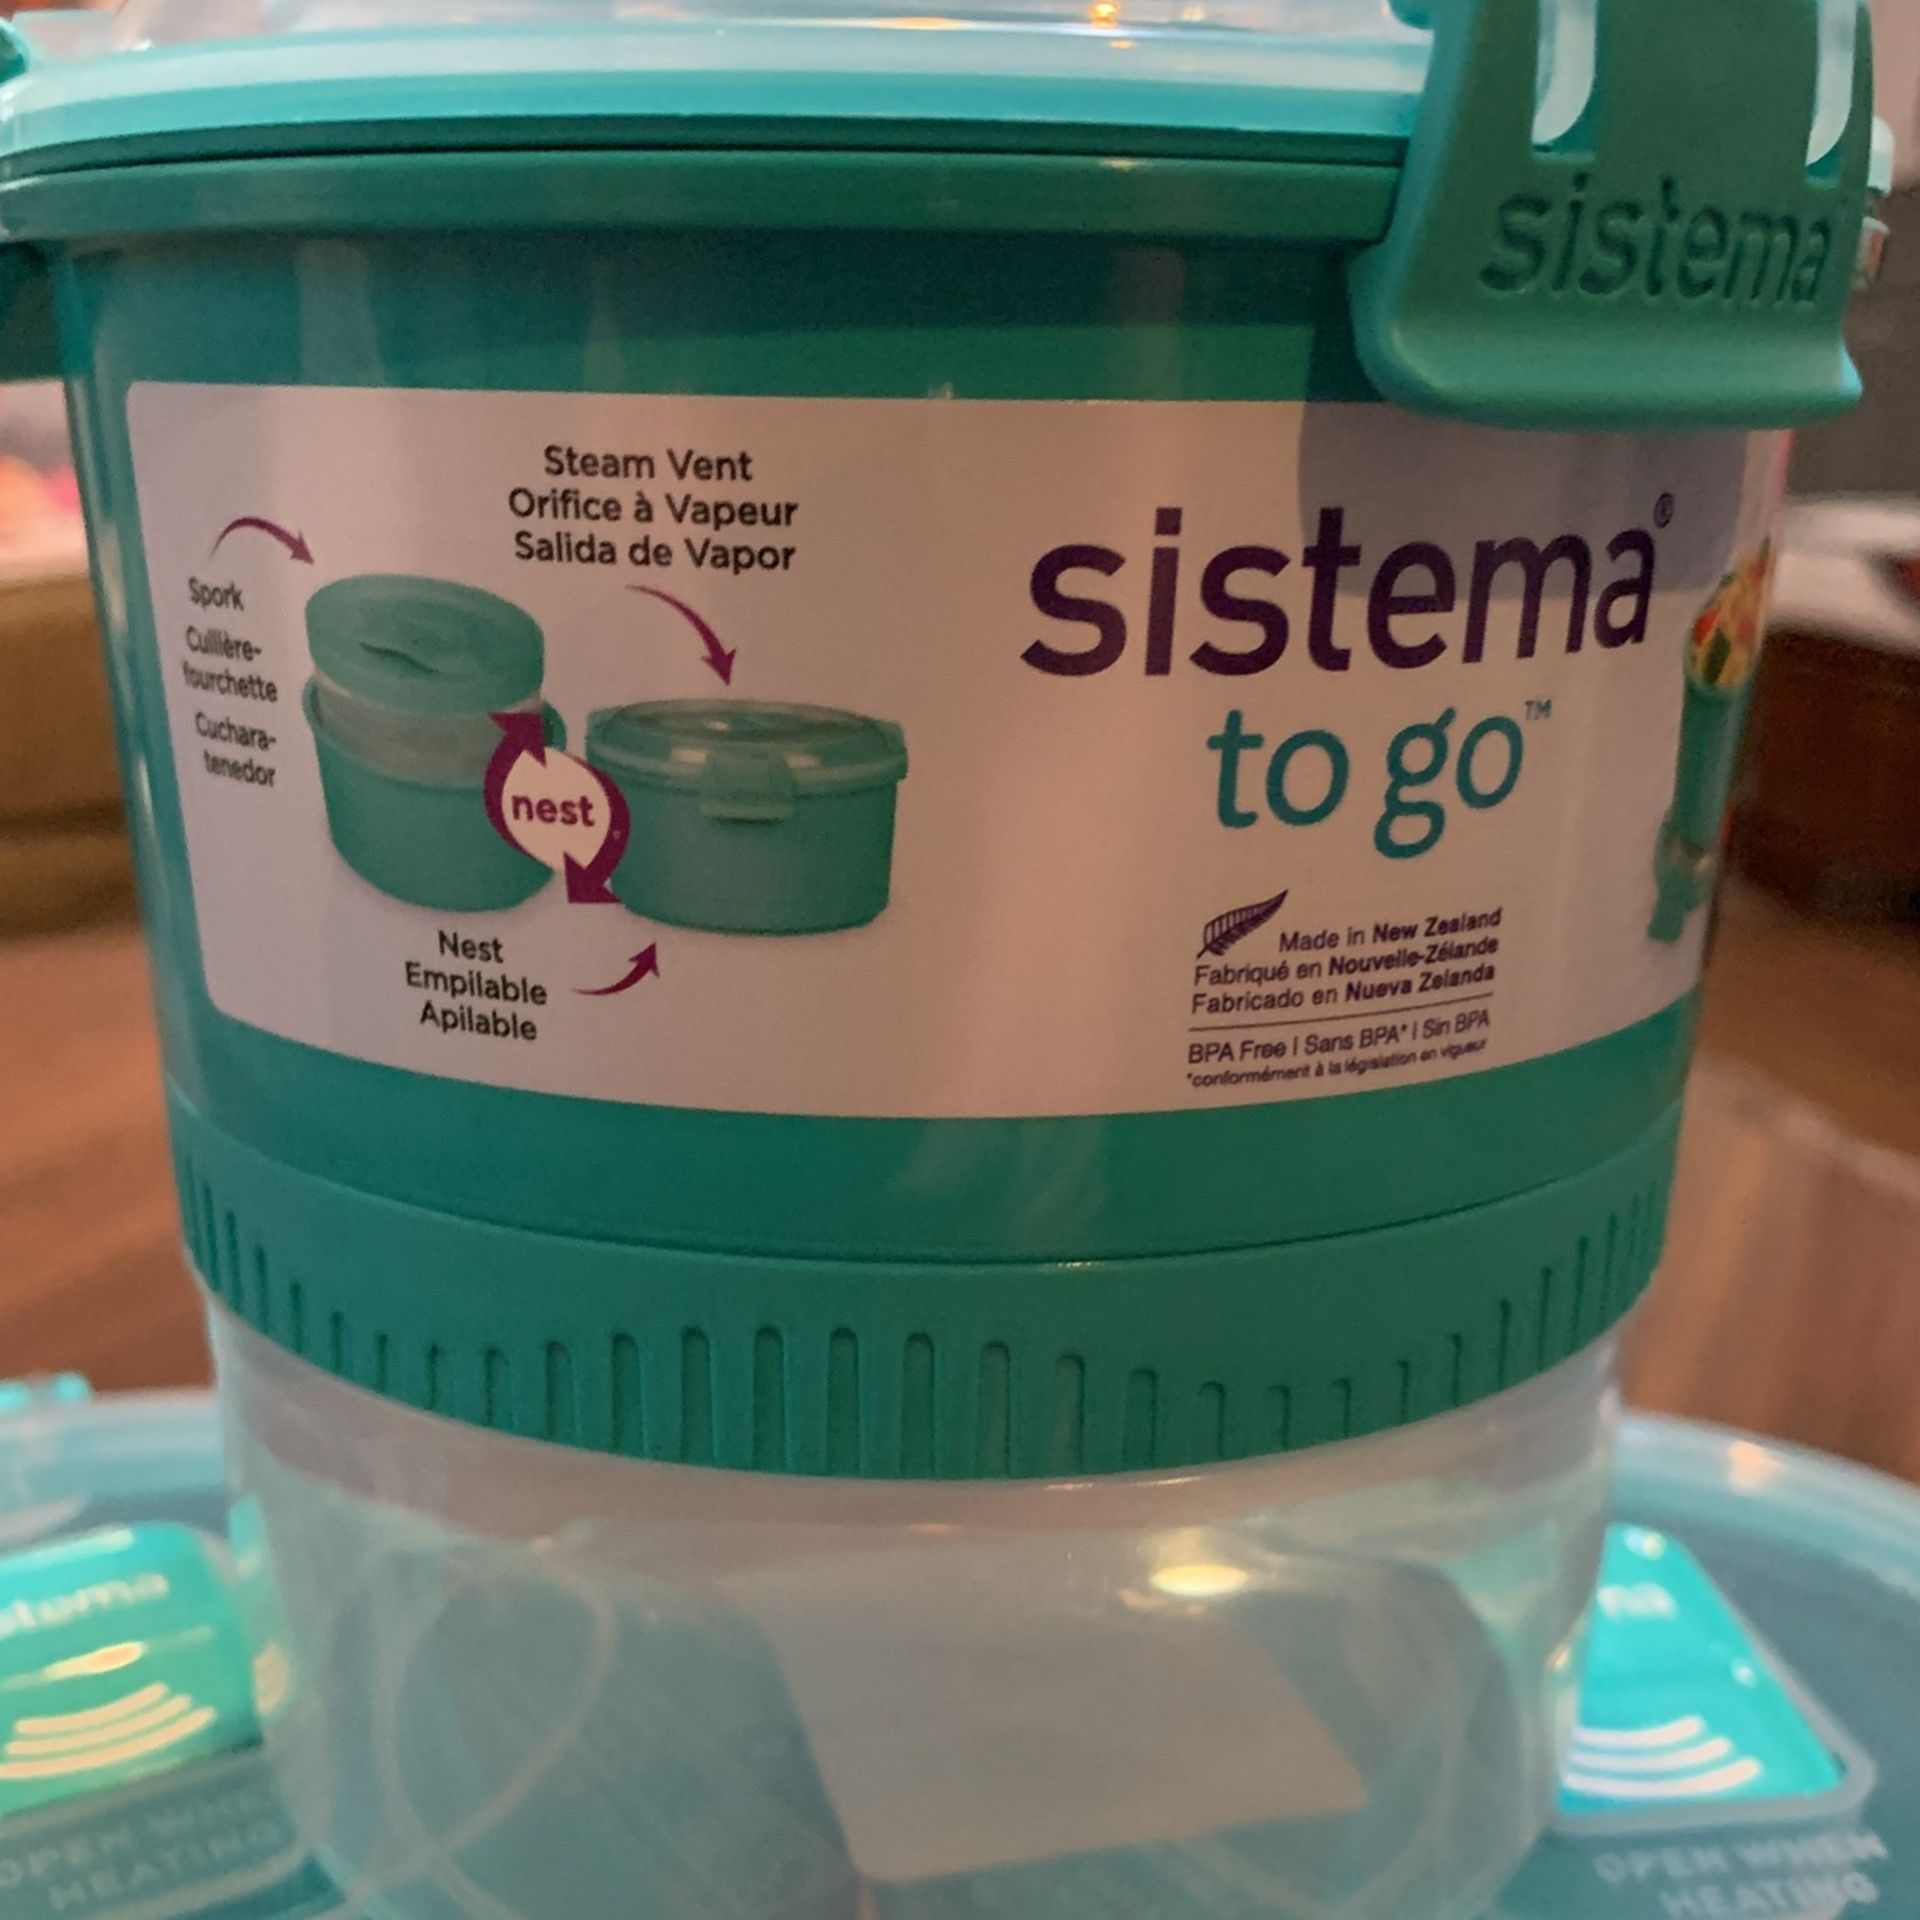 sistema
Steam Vent
Orifice à Vapeur
Salida de Vapor
Spork
Cuillère-
fourchette
Cuchara-
tenedor
nest
Nest
Empilable
Apilable
sistema®
to go™
Made in New Zealand
Fabriqué en Nouvelle-Zélande
Fabricado en Nueva Zelanda
BPA Free | Sans BPA* | Sin BPA
*conformément à la législation en vigueur
OPEN WHEN
HEATING